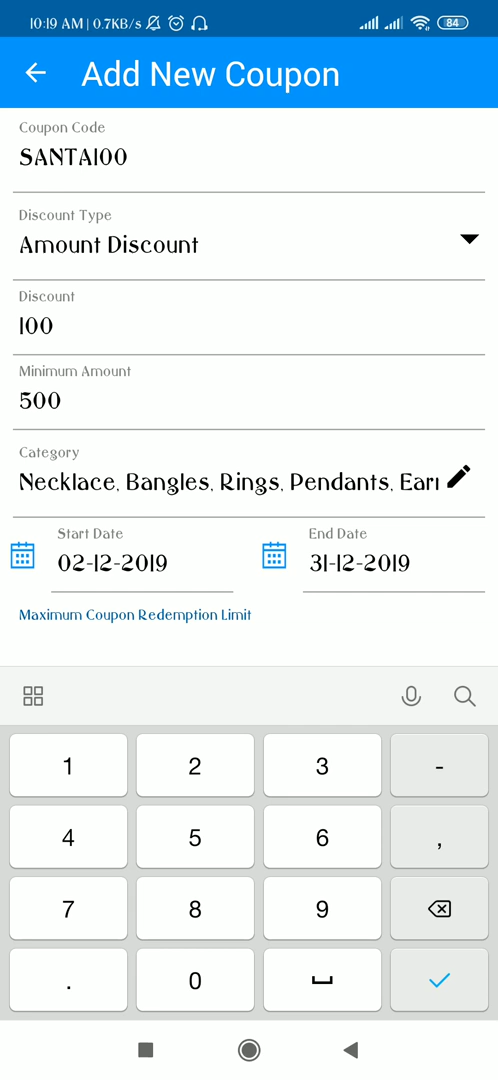 10:19 AM | 0.7KB/s
84
Add New Coupon
Coupon Code
SANTA100
Discount Type
Amount Discount
Discount
100
Minimum Amount
500
Category
Necklace, Bangles, Rings, Pendants, Earr
Start Date
02-12-2019
End Date
31-12-2019
Maximum Coupon Redemption Limit
1 2 3 -
4 5 6 ,
7 8 9
. 0